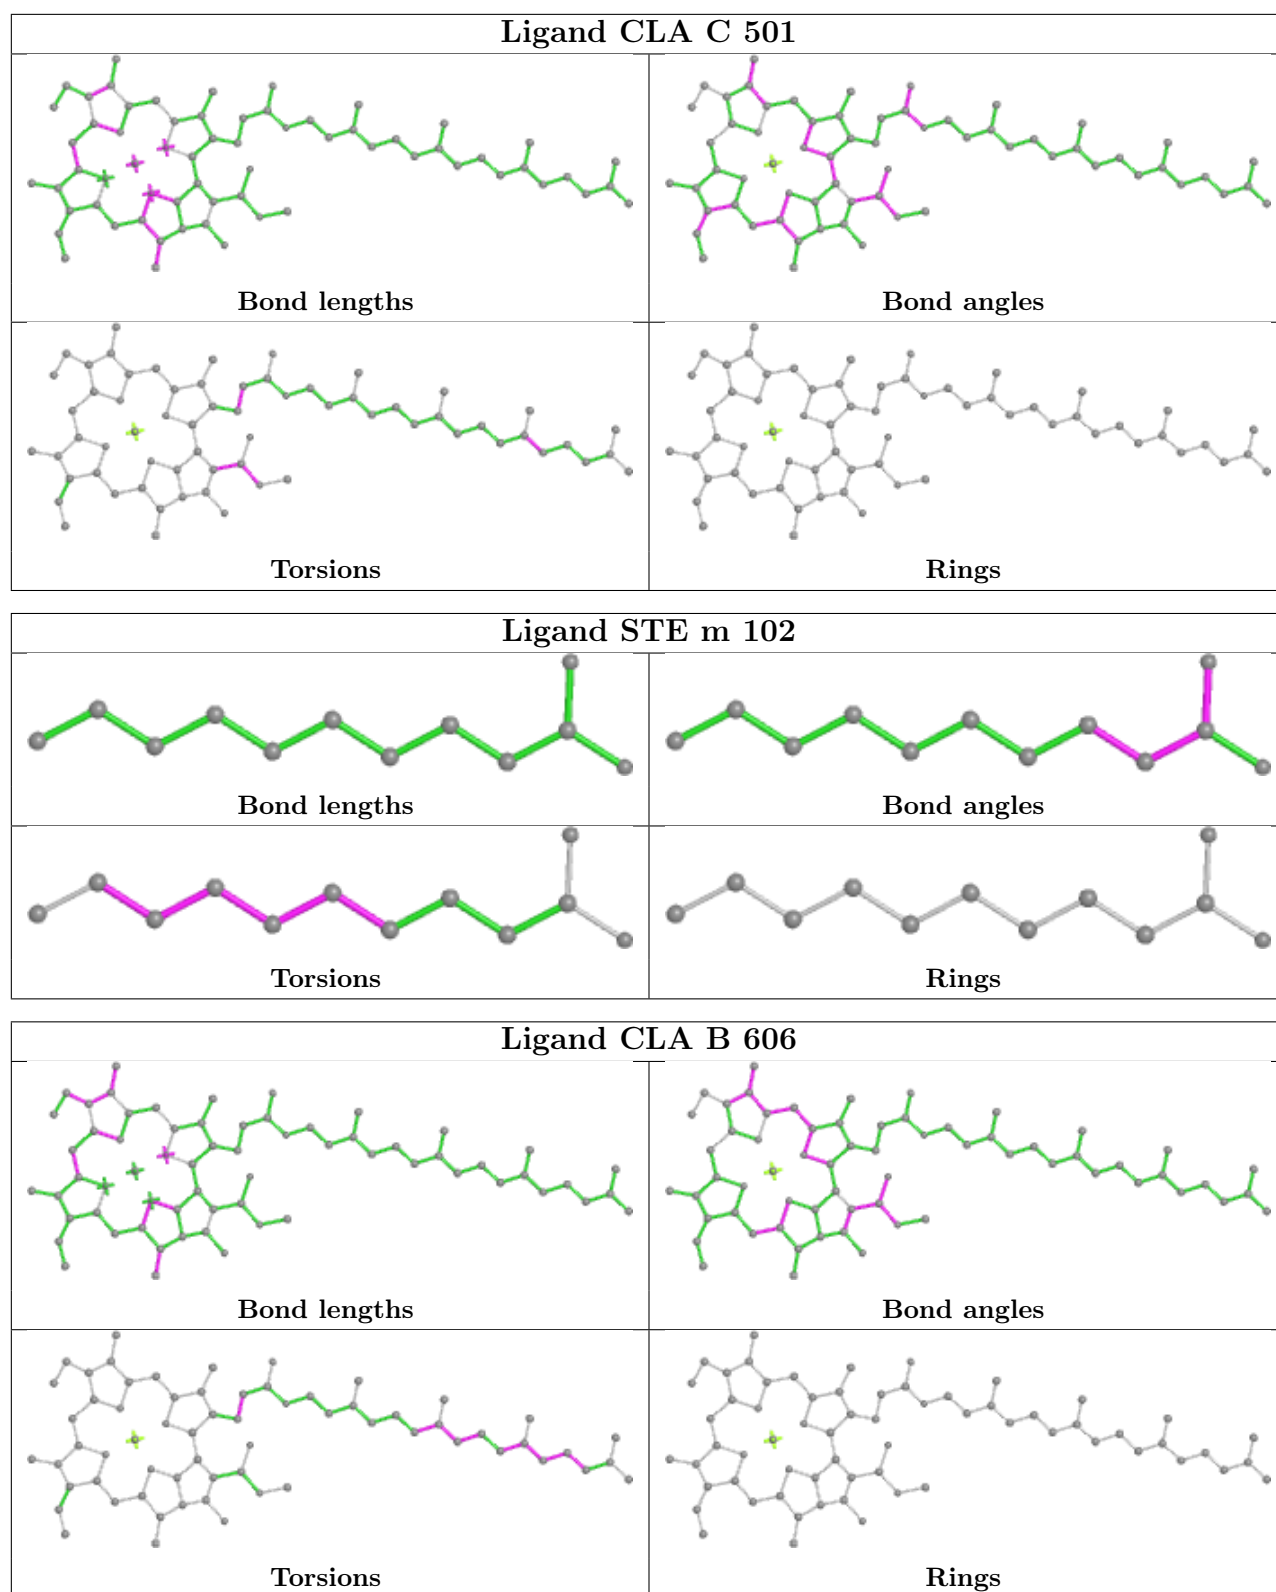 Ligand CLA C 501
Bond lengths
Bond angles
Torsions
Rings
Ligand STE m 102
Bond lengths
Bond angles
Torsions
Rings
Ligand CLA B 606
Bond lengths
Bond angles
Torsions
Rings